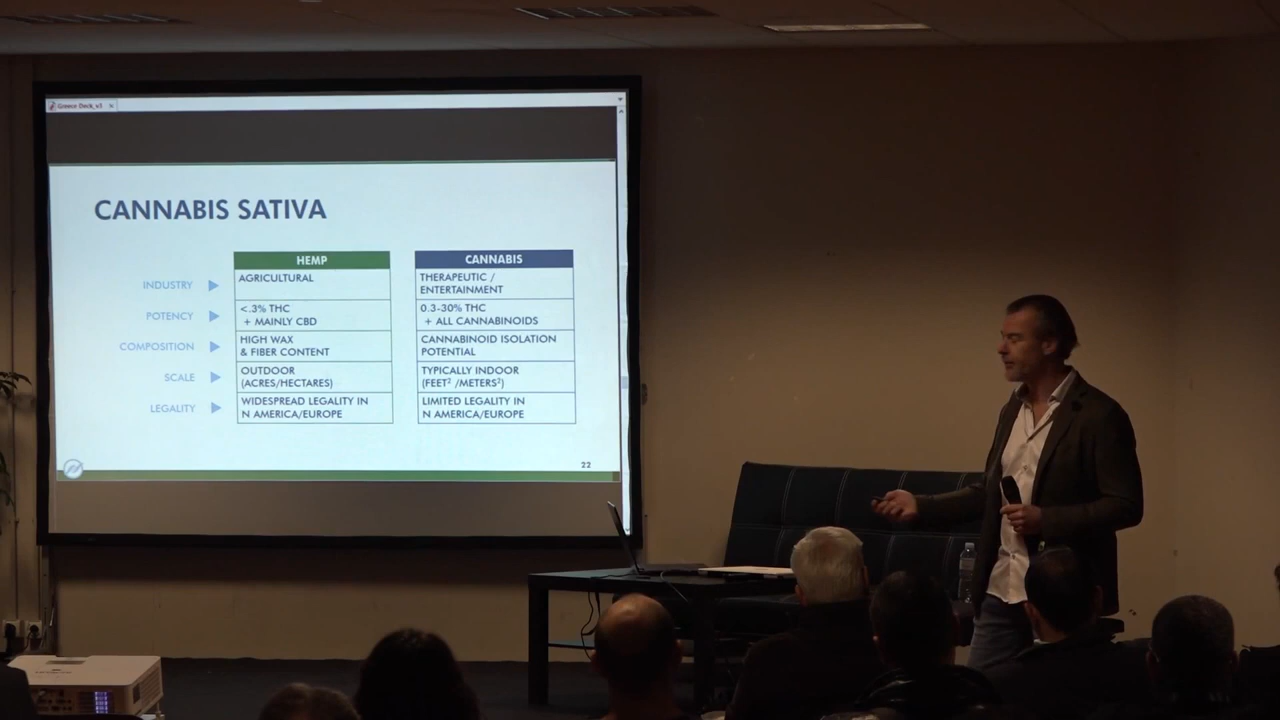 Greece Deck_v5
CANNABIS SATIVA
HEMP
CANNABIS
INDUSTRY
AGRICULTURAL
THERAPEUTIC /
ENTERTAINMENT
POTENCY
<.3% THC
+ MAINLY CBD
0.3-30% THC
+ ALL CANNABINOIDS
COMPOSITION
HIGH WAX
& FIBER CONTENT
CANNABINOID ISOLATION
POTENTIAL
SCALE
OUTDOOR
(ACRES/HECTARES)
TYPICALLY INDOOR
(FEET² /METERS²)
LEGALITY
WIDESPREAD LEGALITY IN
N AMERICA/EUROPE
LIMITED LEGALITY IN
N AMERICA/EUROPE
22